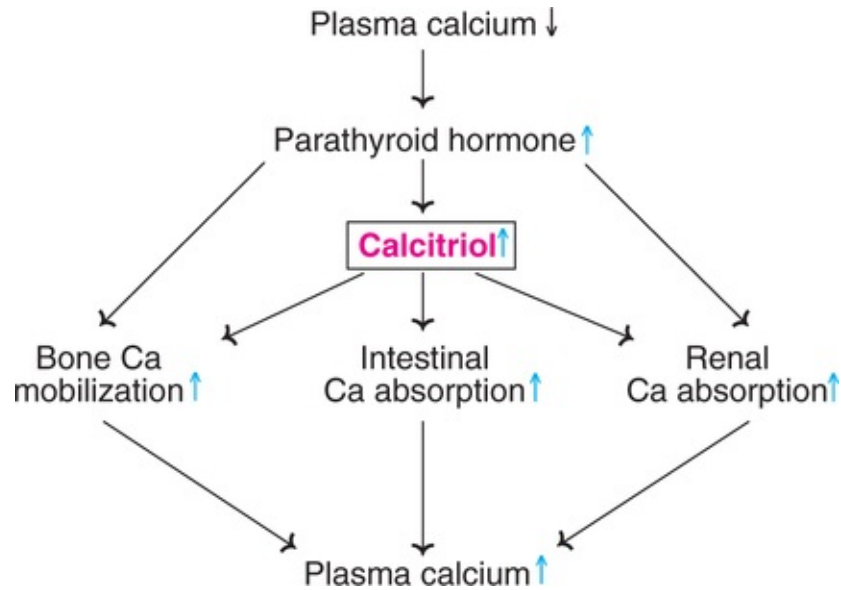 Plasma calcium ↓
Parathyroid hormone ↑
Calcitriol ↑
Bone Ca
mobilization ↑
Intestinal
Ca absorption ↑
Renal
Ca absorption ↑
Plasma calcium ↑